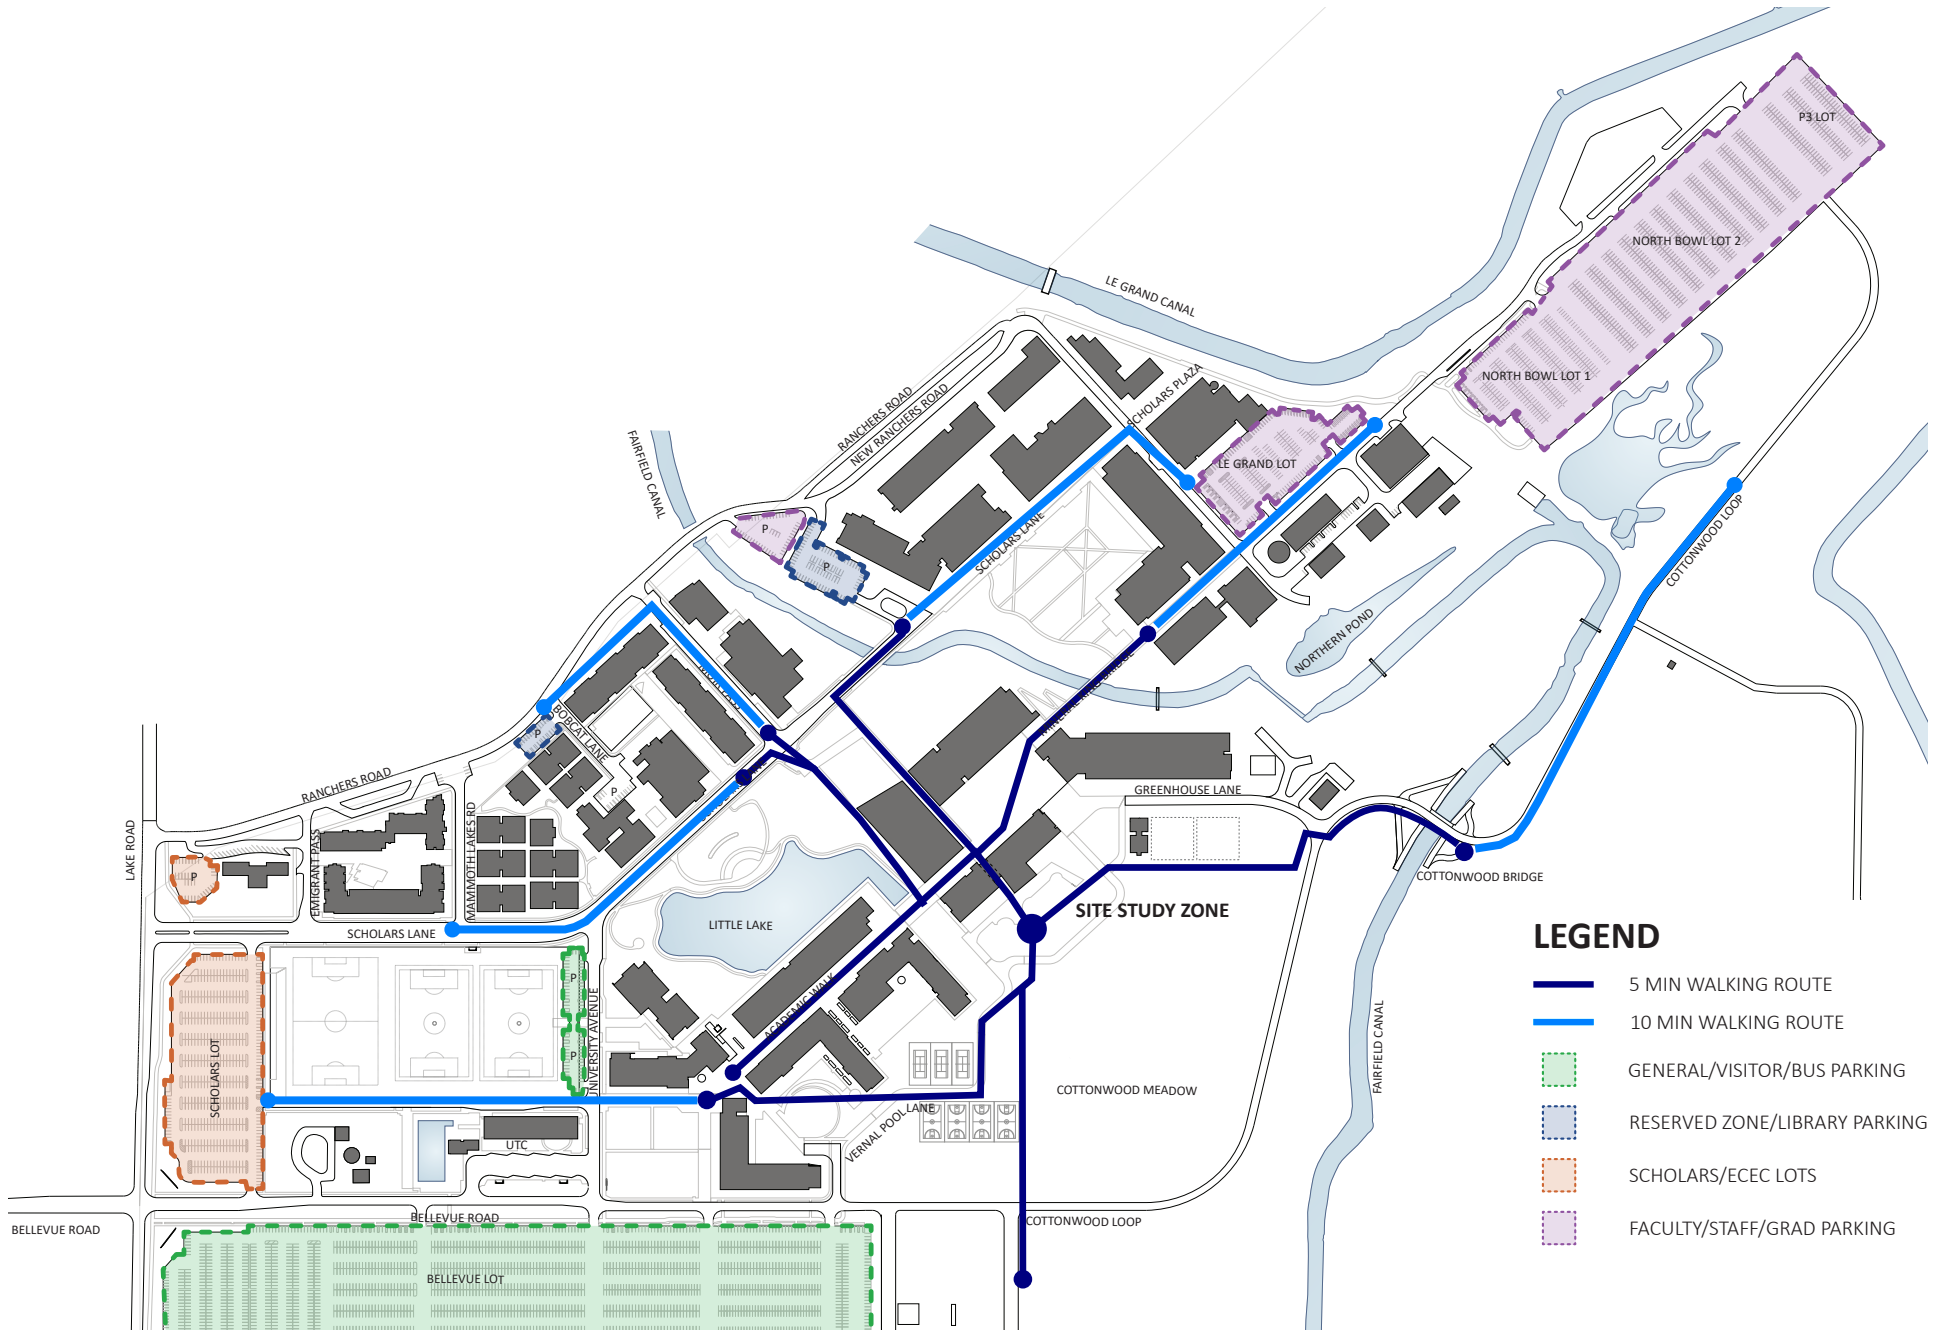 P3 LOT
NORTH BOWL LOT 2
LE GRAND CANAL
NORTH BOWL LOT 1
SCHOLARS PLAZA
RANCHERS ROAD
NEW RANCHERS ROAD
FAIRFIELD CANAL
LE GRAND LOT
COTTONWOOD LOOP
P
P
SCHOLARS LANE
NORTHERN POND
BOBCAT LANE
P
RANCHERS ROAD
P
GREENHOUSE LANE
LAKE ROAD
EMIGRANT PASS
MAMMOTH LAKES RD
P
COTTONWOOD BRIDGE
SITE STUDY ZONE
LITTLE LAKE
SCHOLARS LANE
P
ACADEMIC WALK
UNIVERSITY AVENUE
SCHOLARS LOT
P
FAIRFIELD CANAL
COTTONWOOD MEADOW
VERNAL POOL LANE
UTC
BELLEVUE ROAD
BELLEVUE ROAD
COTTONWOOD LOOP
BELLEVUE LOT
LEGEND
5 MIN WALKING ROUTE
10 MIN WALKING ROUTE
GENERAL/VISITOR/BUS PARKING
RESERVED ZONE/LIBRARY PARKING
SCHOLARS/ECEC LOTS
FACULTY/STAFF/GRAD PARKING